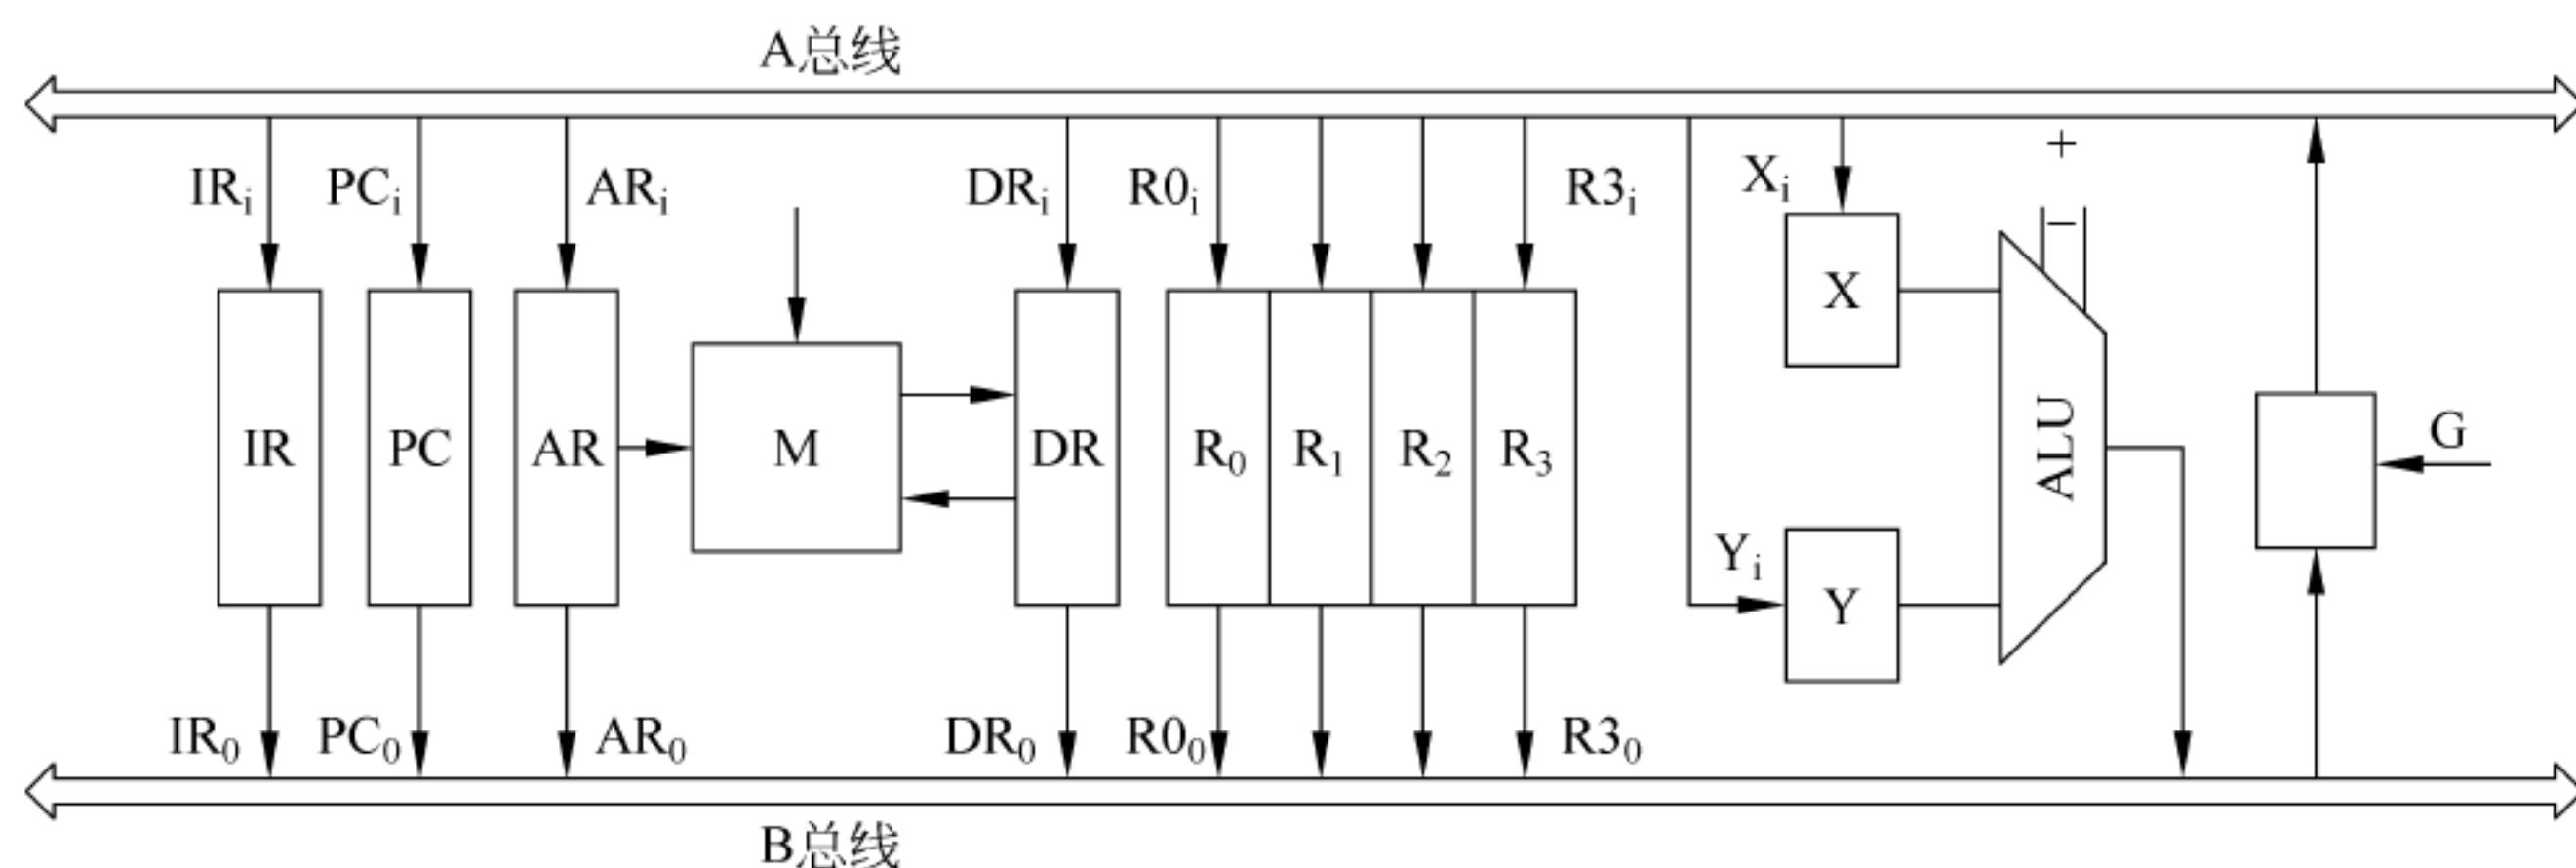 A总线
IRi PCi ARi DRi R0i R3i Xi +
−
X
IR PC AR M DR R0 R1 R2 R3 ALU G
Yi
Y
IR0 PC0 AR0 DR0 R00 R30
B总线